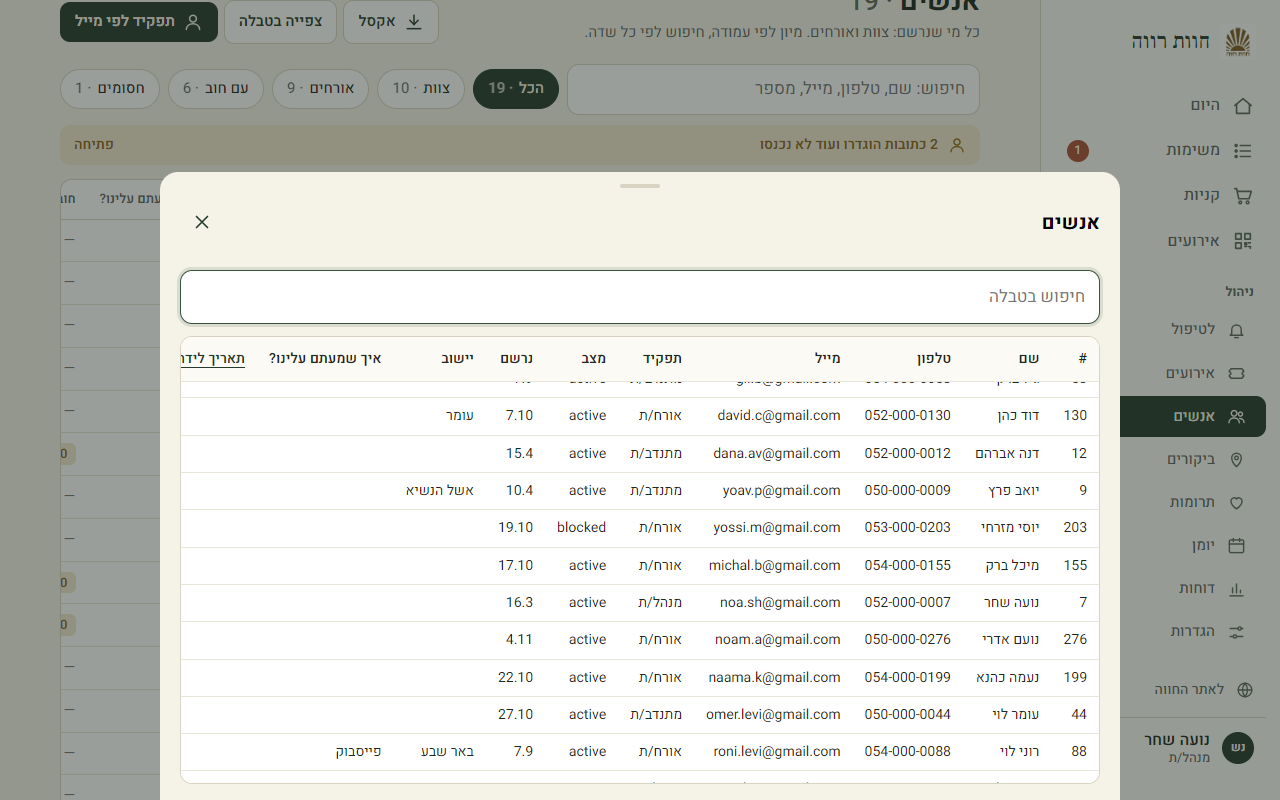 חוות רווה
היום
משימות
1
קניות
אירועים
ניהול
לטיפול
אירועים
אנשים
ביקורים
תרומות
יומן
דוחות
הגדרות
לאתר החווה
נש
נועה שחר
מנהל/ת
אנשים · 19
כל מי שנרשם: צוות ואורחים. מיון לפי עמודה, חיפוש לפי כל שדה.
אקסל
צפייה בטבלה
תפקיד לפי מייל
חיפוש: שם, טלפון, מייל, מספר
הכל · 19
צוות · 10
אורחים · 9
עם חוב · 6
חסומים · 1
2 כתובות הוגדרו ועוד לא נכנסו
פתיחה
אנשים
חיפוש בטבלה
# שם טלפון מייל תפקיד מצב נרשם יישוב איך שמעתם עלינו? תאריך לידה
130 דוד כהן 052-000-0130 david.c@gmail.com אורח/ת active 7.10 עומר
12 דנה אברהם 052-000-0012 dana.av@gmail.com מתנדב/ת active 15.4
9 יואב פרץ 050-000-0009 yoav.p@gmail.com מתנדב/ת active 10.4 אשל הנשיא
203 יוסי מזרחי 053-000-0203 yossi.m@gmail.com אורח/ת blocked 19.10
155 מיכל ברק 054-000-0155 michal.b@gmail.com אורח/ת active 17.10
7 נועה שחר 052-000-0007 noa.sh@gmail.com מנהל/ת active 16.3
276 נועם אדרי 050-000-0276 noam.a@gmail.com אורח/ת active 4.11
199 נעמה כהנא 054-000-0199 naama.k@gmail.com אורח/ת active 22.10
44 עומר לוי 050-000-0044 omer.levi@gmail.com מתנדב/ת active 27.10
88 רוני לוי 054-000-0088 roni.levi@gmail.com אורח/ת active 7.9 באר שבע פייסבוק